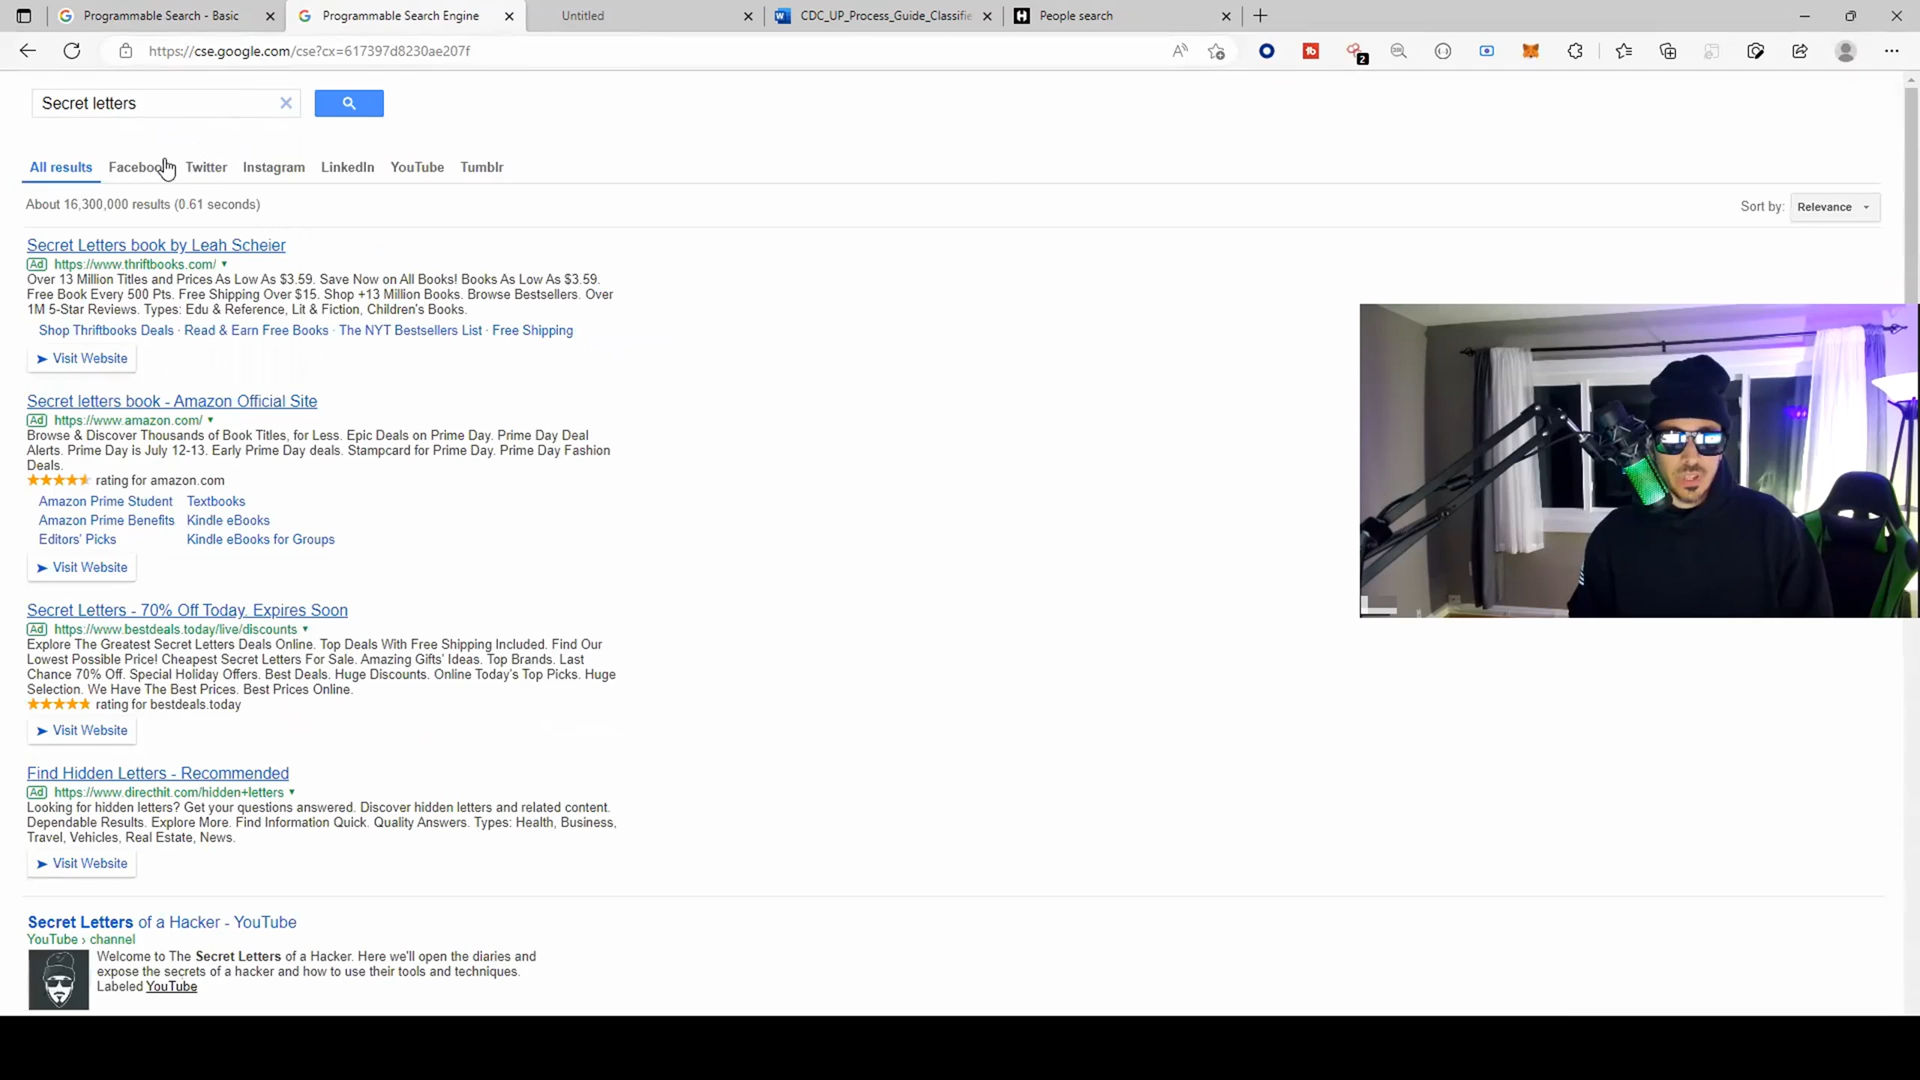 Programmable Search - Basic
Programmable Search Engine
Untitled
CDC_UP_Process_Guide_Classifie
People search
https://cse.google.com/cse?cx=617397d8230ae207f
2
Secret letters
All results
Facebook
Twitter
Instagram
LinkedIn
YouTube
Tumblr
About 16,300,000 results (0.61 seconds)
Sort by: Relevance
Secret Letters book by Leah Scheier
Ad https://www.thriftbooks.com/
Over 13 Million Titles and Prices As Low As $3.59. Save Now on All Books! Books As Low As $3.59.
Free Book Every 500 Pts. Free Shipping Over $15. Shop +13 Million Books. Browse Bestsellers. Over
1M 5-Star Reviews. Types: Edu & Reference, Lit & Fiction, Children's Books.
Shop Thriftbooks Deals · Read & Earn Free Books · The NYT Bestsellers List · Free Shipping
Visit Website
Secret letters book - Amazon Official Site
Ad https://www.amazon.com/
Browse & Discover Thousands of Book Titles, for Less. Epic Deals on Prime Day. Prime Day Deal
Alerts. Prime Day is July 12-13. Early Prime Day deals. Stampcard for Prime Day. Prime Day Fashion
Deals.
rating for amazon.com
Amazon Prime Student Textbooks
Amazon Prime Benefits Kindle eBooks
Editors' Picks Kindle eBooks for Groups
Visit Website
Secret Letters - 70% Off Today. Expires Soon
Ad https://www.bestdeals.today/live/discounts
Explore The Greatest Secret Letters Deals Online. Top Deals With Free Shipping Included. Find Our
Lowest Possible Price! Cheapest Secret Letters For Sale. Amazing Gifts' Ideas. Top Brands. Last
Chance 70% Off. Special Holiday Offers. Best Deals. Huge Discounts. Online Today's Top Picks. Huge
Selection. We Have The Best Prices. Best Prices Online.
rating for bestdeals.today
Visit Website
Find Hidden Letters - Recommended
Ad https://www.directhit.com/hidden+letters
Looking for hidden letters? Get your questions answered. Discover hidden letters and related content.
Dependable Results. Explore More. Find Information Quick. Quality Answers. Types: Health, Business,
Travel, Vehicles, Real Estate, News.
Visit Website
Secret Letters of a Hacker - YouTube
YouTube › channel
Welcome to The Secret Letters of a Hacker. Here we'll open the diaries and
expose the secrets of a hacker and how to use their tools and techniques.
Labeled YouTube